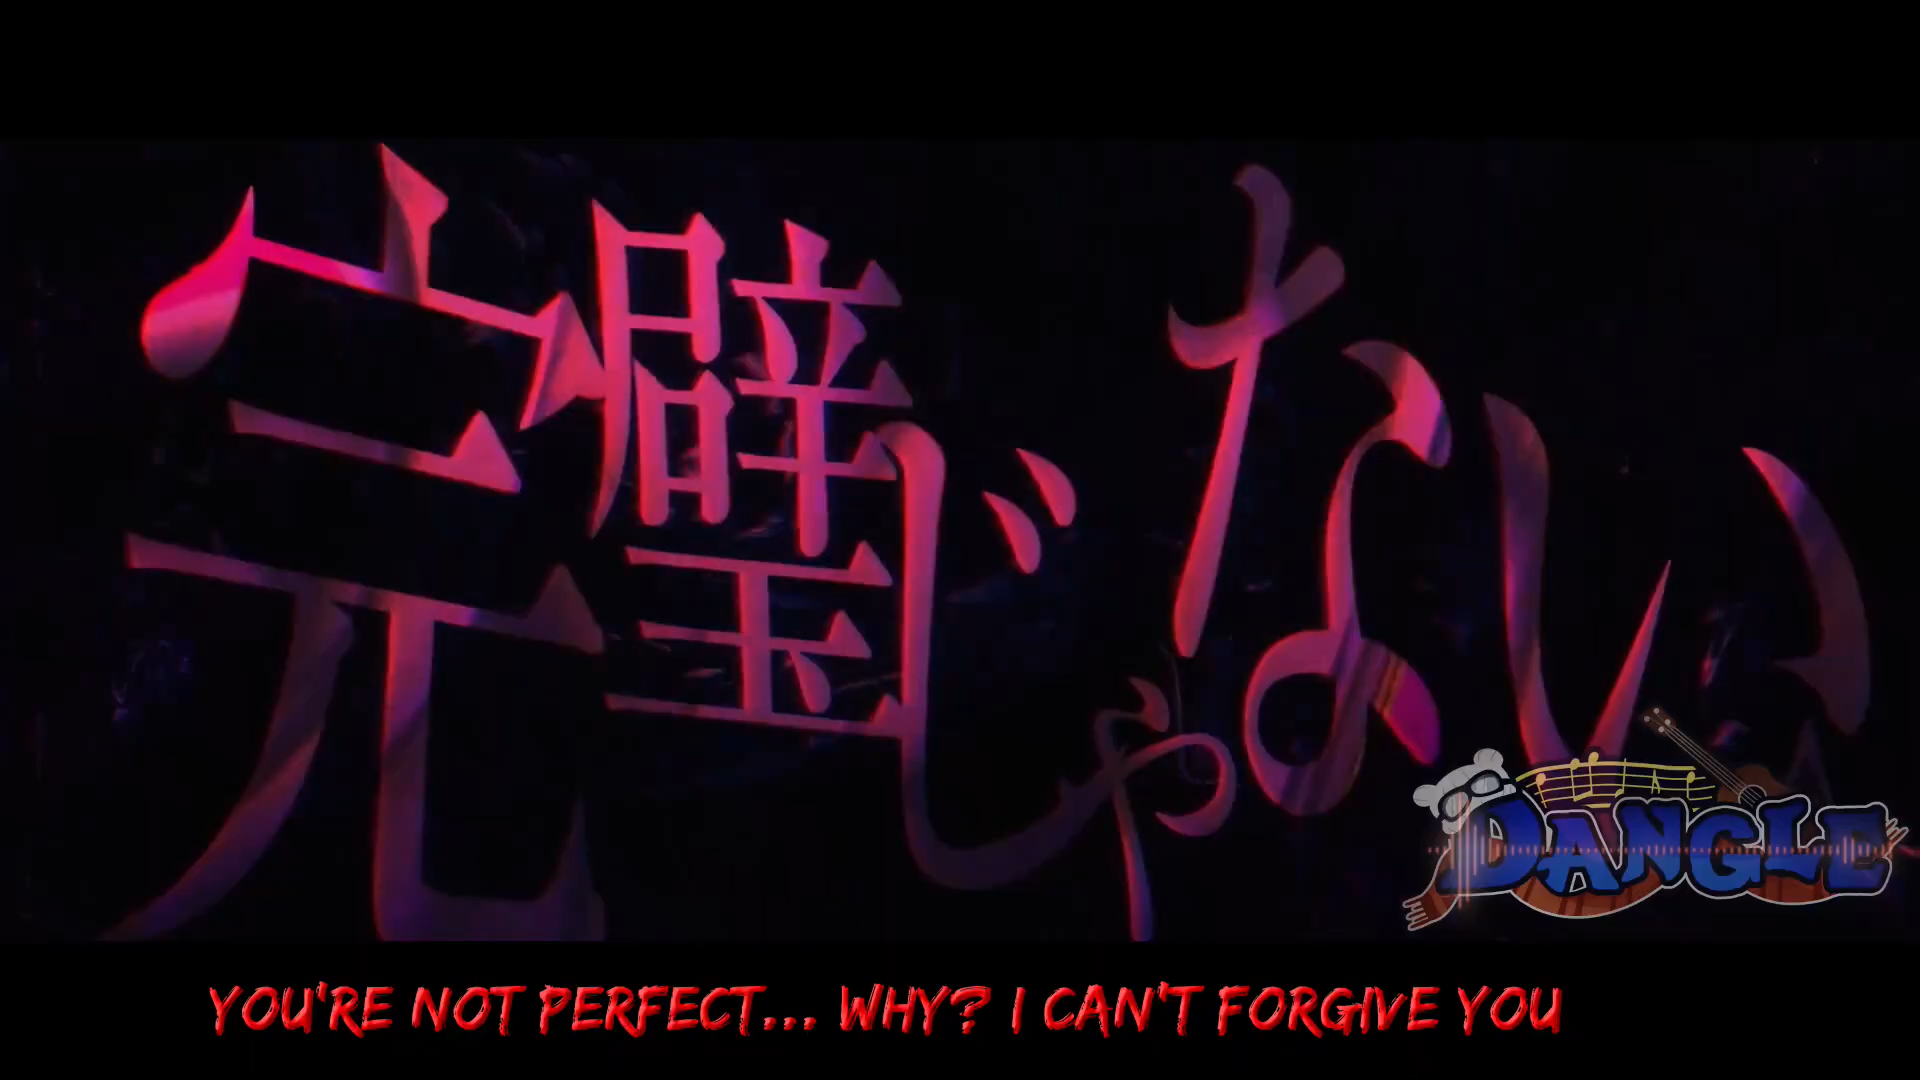 完璧じゃない
DANGLE
YOU'RE NOT PERFECT... WHY? I CAN'T FORGIVE YOU